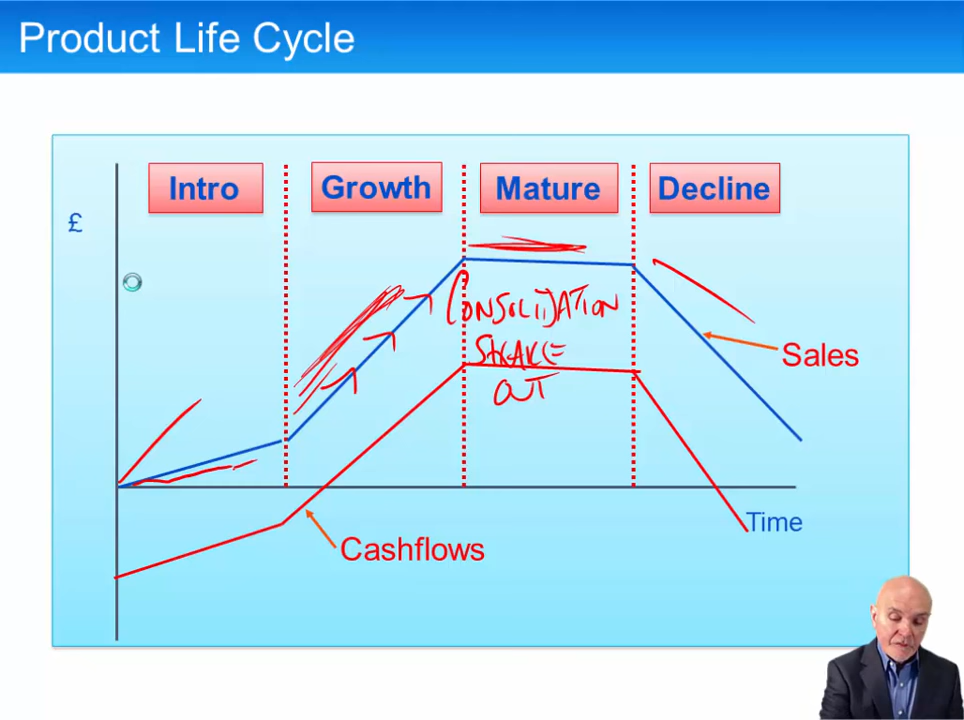 Product Life Cycle
Intro
Growth
Mature
Decline
£
CONSOLIDATION
SHAKE
OUT
Sales
Time
Cashflows